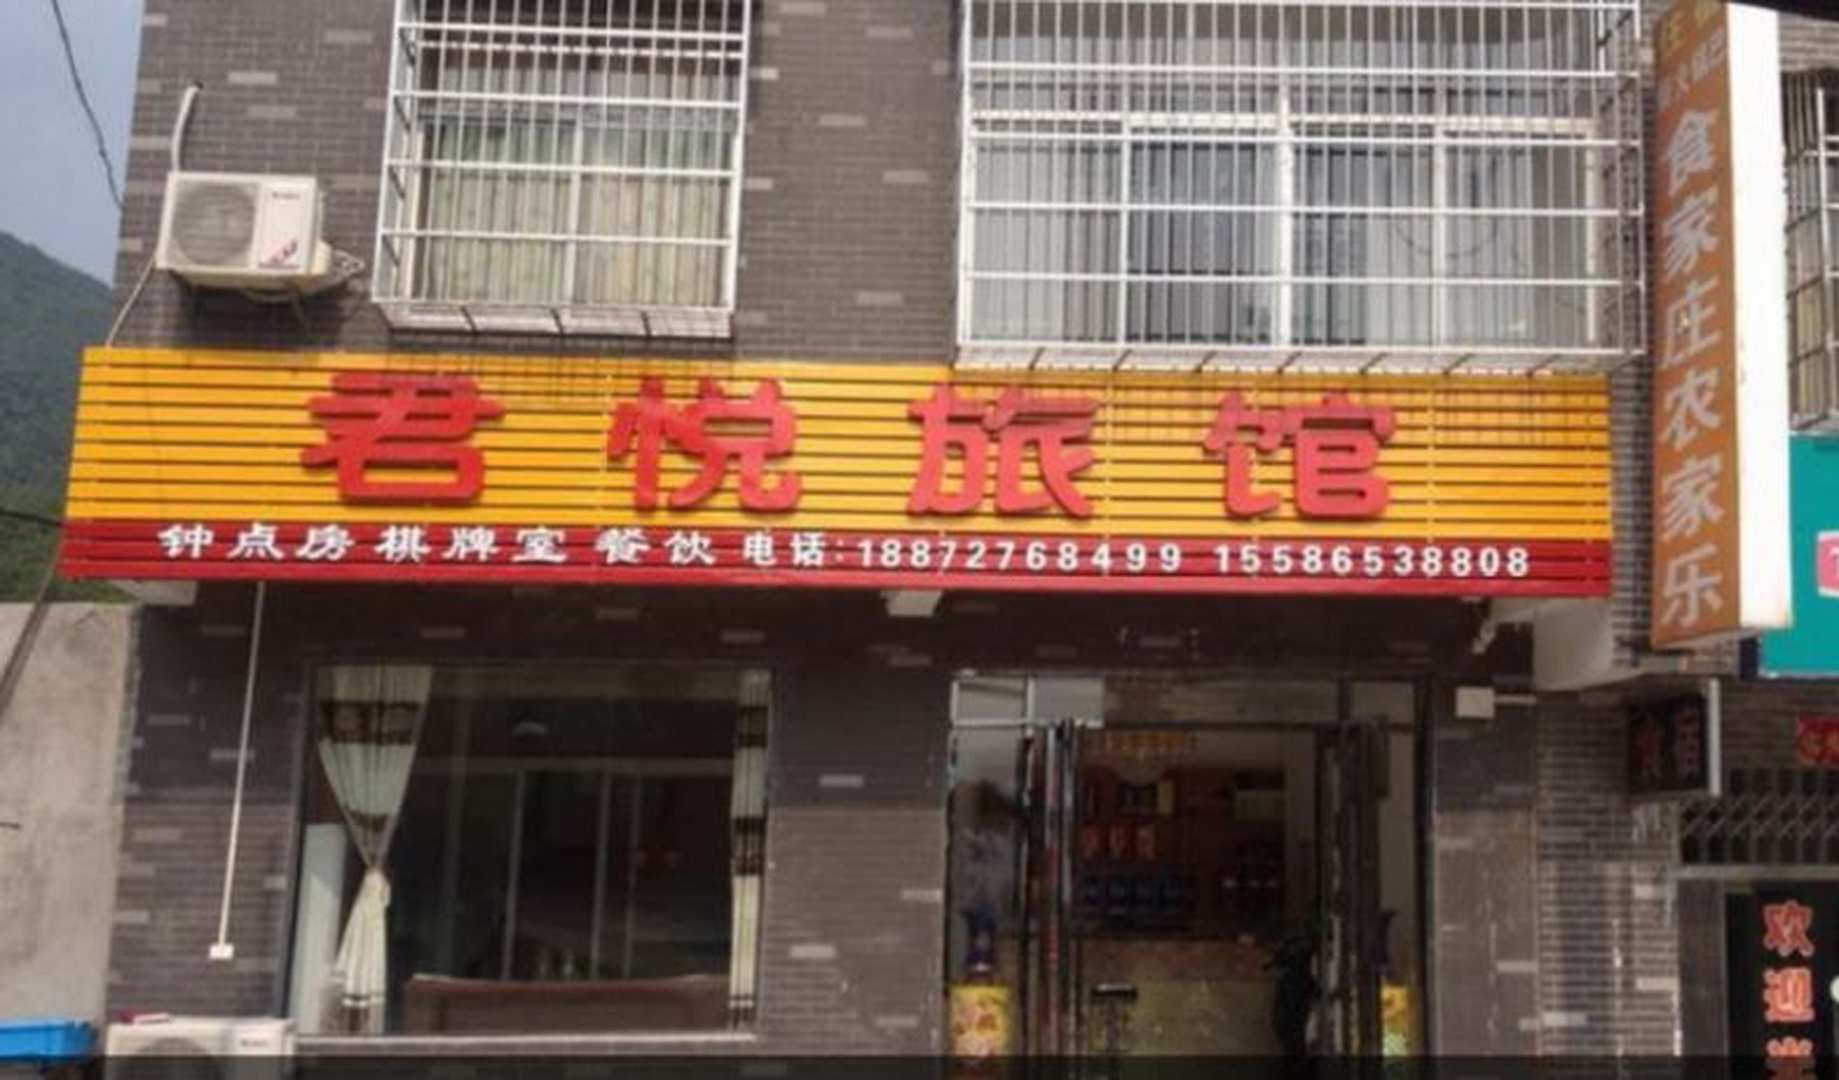 君悦旅馆
钟点房 棋牌室 餐饮 电话:18872768499 15586538808
食家庄农家乐
欢迎